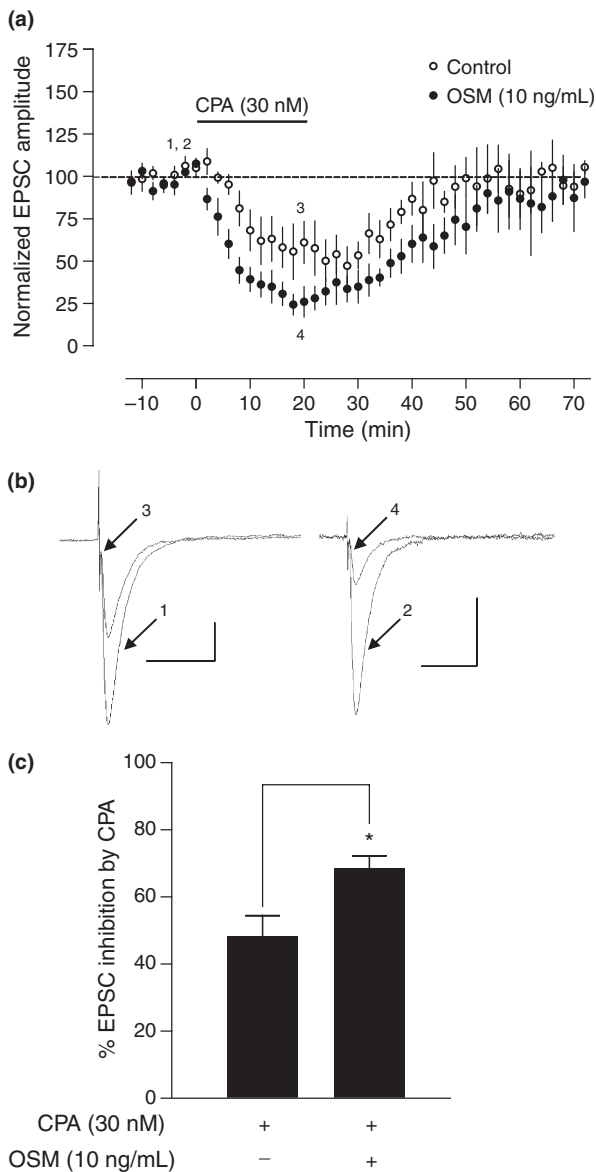 (a)
175
150
125
100
75
50
25
0
Normalized EPSC amplitude
Control
OSM (10 ng/mL)
CPA (30 nM)
1, 2
3
4
–10 0 10 20 30 40 50 60 70
Time (min)
(b)
3
1
4
2
(c)
100
80
60
40
20
0
% EPSC inhibition by CPA
*
CPA (30 nM) + +
OSM (10 ng/mL) – +